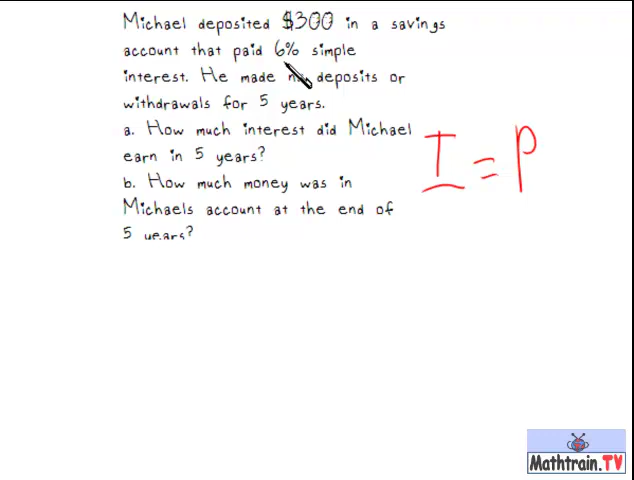 Michael deposited $300 in a savings
account that paid 6% simple
interest. He made deposits or
withdrawals for 5 years.
a. How much interest did Michael
earn in 5 years?
b. How much money was in
Michaels account at the end of
5 years?
I = P
Mathtrain.TV